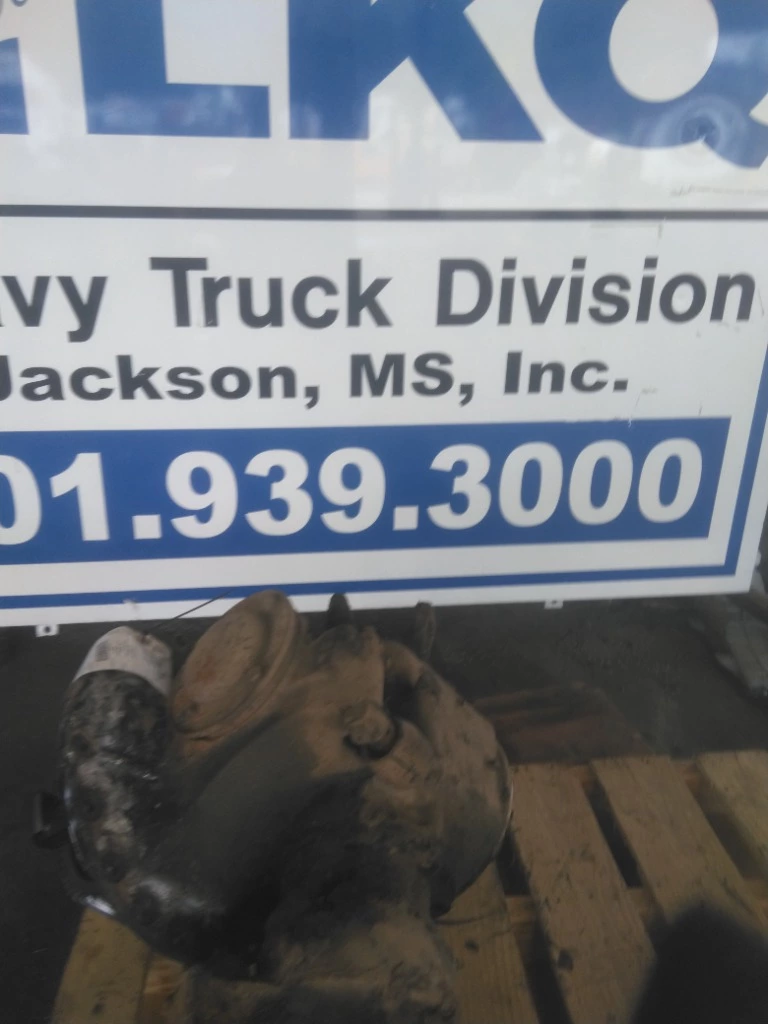 LKQ
vy Truck Division
Jackson, MS, Inc.
01.939.3000